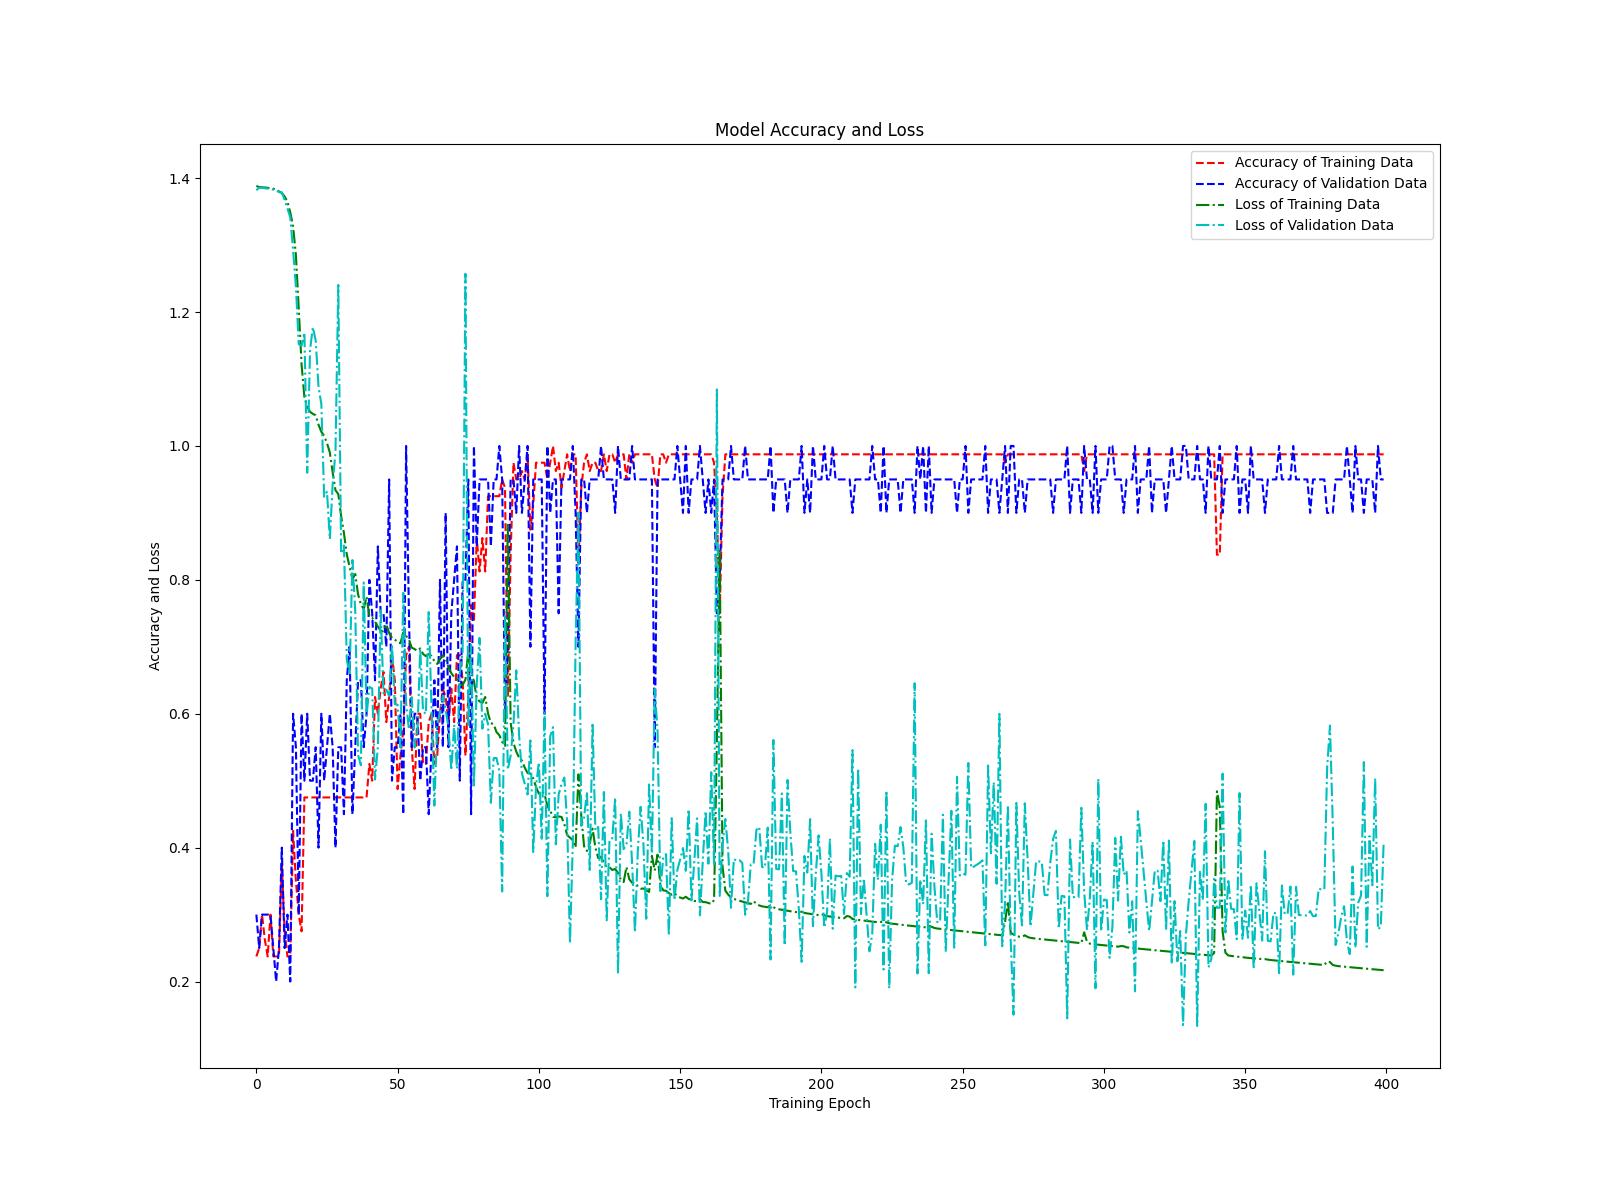 Model Accuracy and Loss
Accuracy of Training Data
Accuracy of Validation Data
Loss of Training Data
Loss of Validation Data
1.4
1.2
1.0
0.8
0.6
0.4
0.2
Accuracy and Loss
0 50 100 150 200 250 300 350 400
Training Epoch